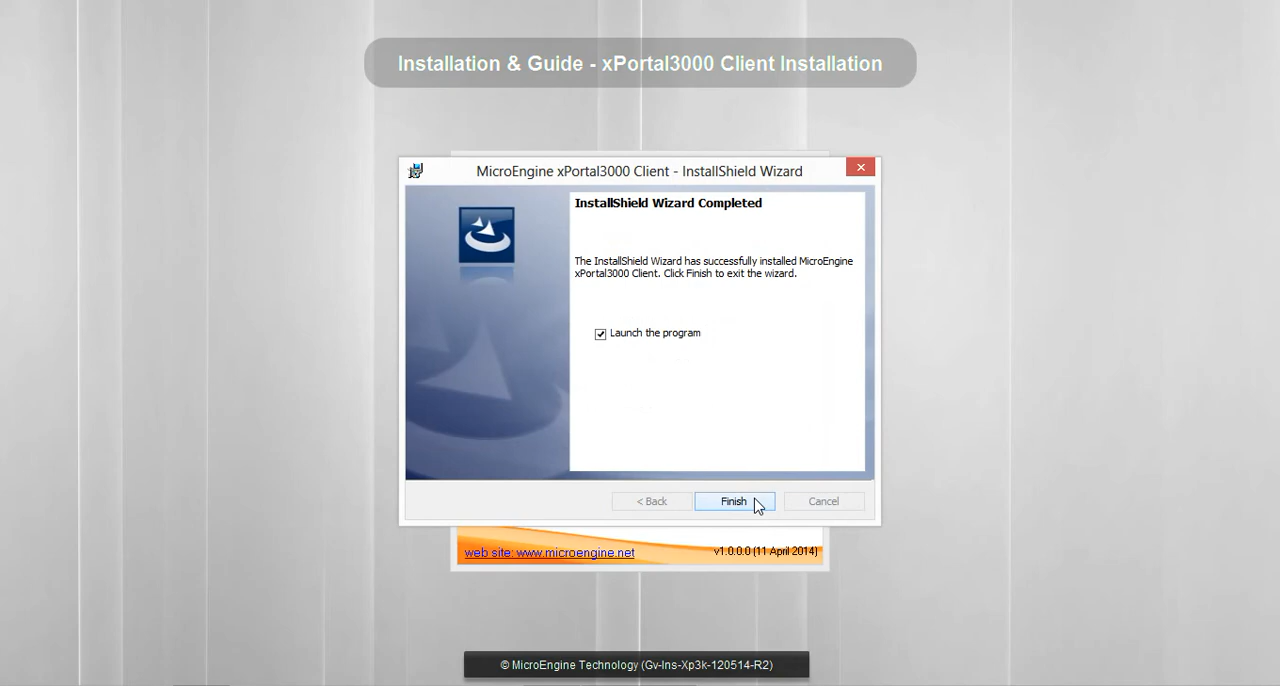 Installation & Guide - xPortal3000 Client Installation
MicroEngine xPortal3000 Client - InstallShield Wizard
InstallShield Wizard Completed
The InstallShield Wizard has successfully installed MicroEngine
xPortal3000 Client. Click Finish to exit the wizard.
Launch the program
< Back
Finish
Cancel
web site: www.microengine.net
v1.0.0.0 (11 April 2014)
© MicroEngine Technology (Gv-Ins-Xp3k-120514-R2)